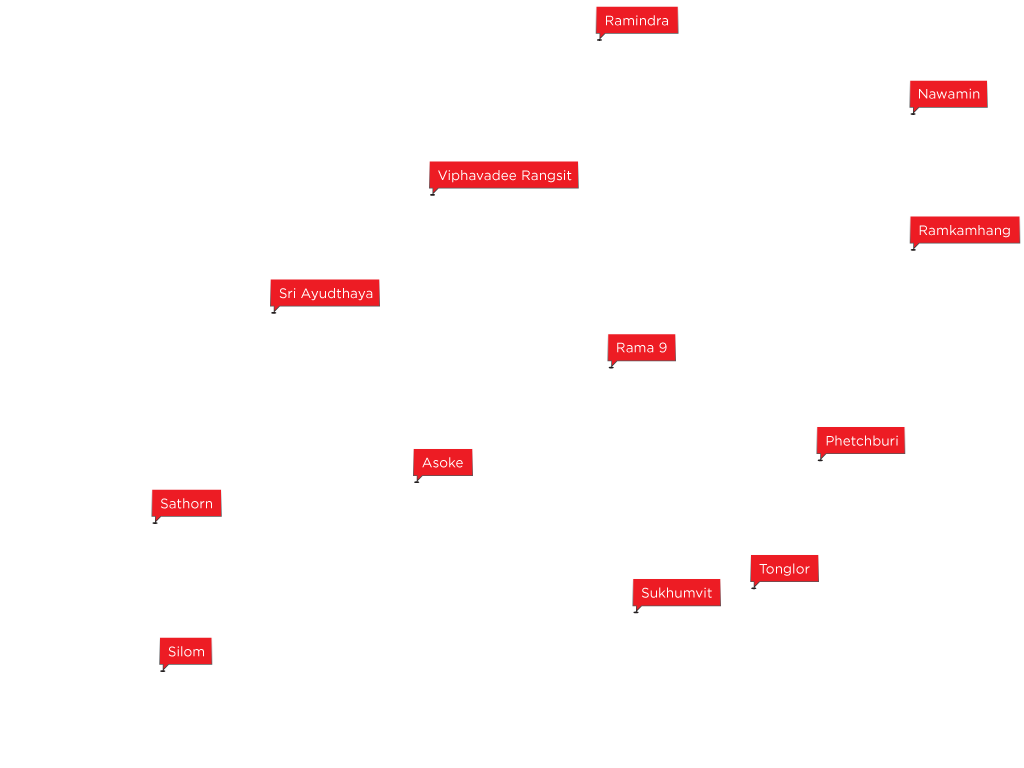 Ramindra
Nawamin
Viphavadee Rangsit
Ramkamhang
Sri Ayudthaya
Rama 9
Phetchburi
Asoke
Sathorn
Tonglor
Sukhumvit
Silom